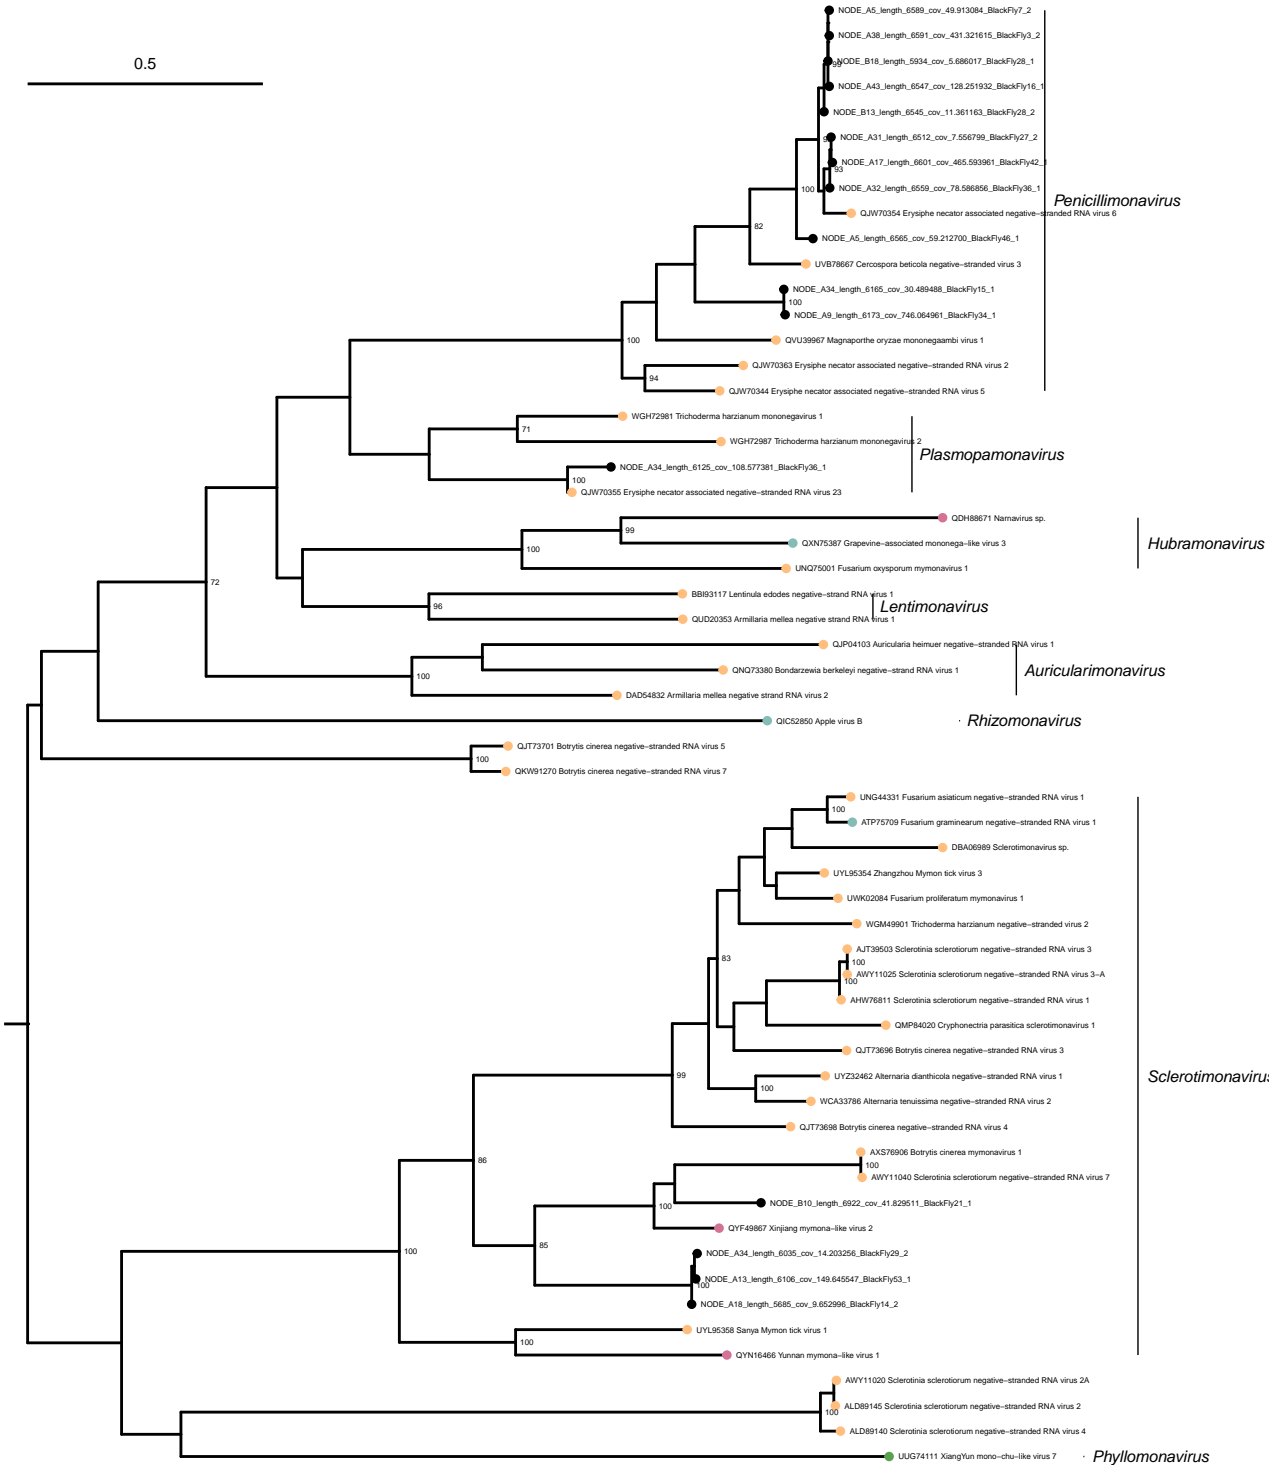 NODE_A5_length_6589_cov_49.913084_BlackFly7_2
NODE_A38_length_6591_cov_431.321615_BlackFly3_2
0.5
NODE_B18_length_5934_cov_5.686017_BlackFly28_1
99
NODE_A43_length_6547_cov_128.251932_BlackFly16_1
NODE_B13_length_6545_cov_11.361163_BlackFly28_2
NODE_A31_length_6512_cov_7.556799_BlackFly27_2
NODE_A17_length_6601_cov_465.593961_BlackFly42_1
93
NODE_A32_length_6559_cov_78.586856_BlackFly36_1
100
Penicillimonavirus
QJW70354 Erysiphe necator associated negative−stranded RNA virus 6
82
NODE_A5_length_6565_cov_59.212700_BlackFly46_1
UVB78667 Cercospora beticola negative−stranded virus 3
NODE_A34_length_6165_cov_30.489488_BlackFly15_1
100
NODE_A9_length_6173_cov_746.064961_BlackFly34_1
100
QVU39967 Magnaporthe oryzae mononegaambi virus 1
QJW70363 Erysiphe necator associated negative−stranded RNA virus 2
94
QJW70344 Erysiphe necator associated negative−stranded RNA virus 5
WGH72981 Trichoderma harzianum mononegavirus 1
71
WGH72987 Trichoderma harzianum mononegavirus 2
Plasmopamonavirus
NODE_A34_length_6125_cov_108.577381_BlackFly36_1
100
QJW70355 Erysiphe necator associated negative−stranded RNA virus 23
QDH88671 Narnavirus sp.
99
QXN75387 Grapevine−associated mononega−like virus 3
Hubramonavirus
100
UNQ75001 Fusarium oxysporum mymonavirus 1
72
BBI93117 Lentinula edodes negative−strand RNA virus 1
96
Lentimonavirus
QUD20353 Armillaria mellea negative strand RNA virus 1
QJP04103 Auricularia heimuer negative−stranded RNA virus 1
QNQ73380 Bondarzewia berkeleyi negative−strand RNA virus 1
Auricularimonavirus
100
DAD54832 Armillaria mellea negative strand RNA virus 2
QIC52850 Apple virus B
Rhizomonavirus
QJT73701 Botrytis cinerea negative−stranded RNA virus 5
100
QKW91270 Botrytis cinerea negative−stranded RNA virus 7
UNG44331 Fusarium asiaticum negative−stranded RNA virus 1
100
ATP75709 Fusarium graminearum negative−stranded RNA virus 1
DBA06989 Sclerotimonavirus sp.
UYL95354 Zhangzhou Mymon tick virus 3
UWK02084 Fusarium proliferatum mymonavirus 1
WGM49901 Trichoderma harzianum negative−stranded virus 2
AJT39503 Sclerotinia sclerotiorum negative−stranded RNA virus 3
83
100
AWY11025 Sclerotinia sclerotiorum negative−stranded RNA virus 3−A
100
AHW76811 Sclerotinia sclerotiorum negative−stranded RNA virus 1
QMP84020 Cryphonectria parasitica sclerotimonavirus 1
QJT73696 Botrytis cinerea negative−stranded RNA virus 3
99
UYZ32462 Alternaria dianthicola negative−stranded RNA virus 1
Sclerotimonavirus
100
WCA33786 Alternaria tenuissima negative−stranded RNA virus 2
QJT73698 Botrytis cinerea negative−stranded RNA virus 4
AXS76906 Botrytis cinerea mymonavirus 1
86
100
AWY11040 Sclerotinia sclerotiorum negative−stranded RNA virus 7
NODE_B10_length_6922_cov_41.829511_BlackFly21_1
100
QYF49867 Xinjiang mymona−like virus 2
85
100
NODE_A34_length_6035_cov_14.203256_BlackFly29_2
NODE_A13_length_6106_cov_149.645547_BlackFly53_1
100
NODE_A18_length_5685_cov_9.652996_BlackFly14_2
UYL95358 Sanya Mymon tick virus 1
100
QYN16466 Yunnan mymona−like virus 1
AWY11020 Sclerotinia sclerotiorum negative−stranded RNA virus 2A
ALD89145 Sclerotinia sclerotiorum negative−stranded RNA virus 2
100
ALD89140 Sclerotinia sclerotiorum negative−stranded RNA virus 4
UUG74111 XiangYun mono−chu−like virus 7
Phyllomonavirus